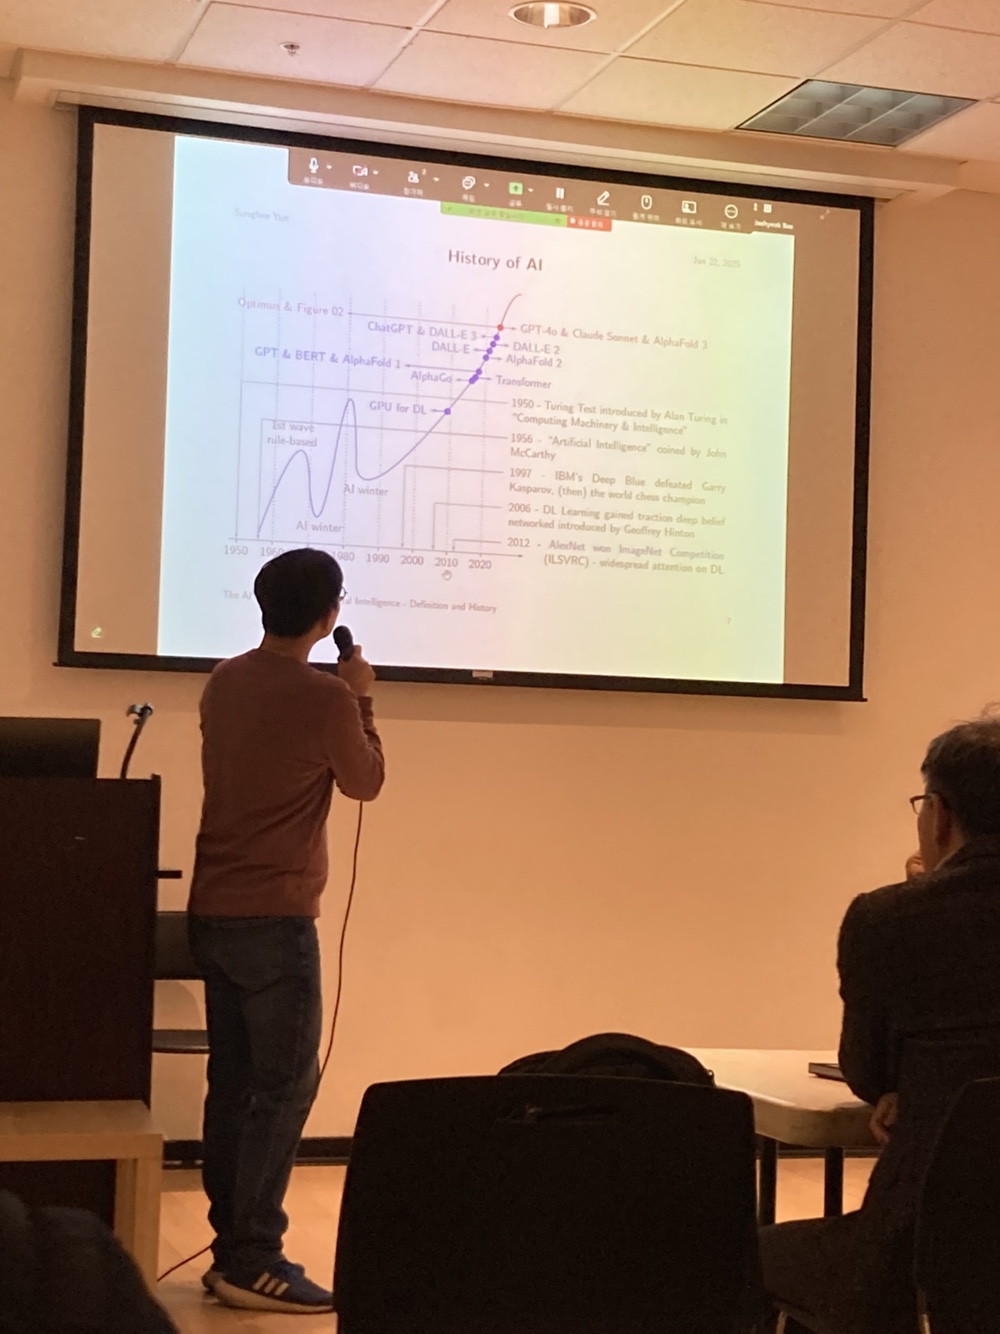 Sunghee Yun
Jan 22, 2025
History of AI
Optimus & Figure 02
ChatGPT & DALL-E 3
GPT-4o & Claude Sonnet & AlphaFold 3
DALL-E
DALL-E 2
GPT & BERT & AlphaFold 1
AlphaFold 2
AlphaGo
Transformer
GPU for DL
1950 - Turing Test introduced by Alan Turing in
"Computing Machinery & Intelligence"
1st wave
rule-based
1956 - "Artificial Intelligence" coined by John
McCarthy
1997 - IBM's Deep Blue defeated Garry
Kasparov, (then) the world chess champion
AI winter
2006 - DL Learning gained traction deep belief
networked introduced by Geoffrey Hinton
AI winter
2012 - AlexNet won ImageNet Competition
(ILSVRC) - widespread attention on DL
1950 1960 1980 1990 2000 2010 2020
The AI
Intelligence - Definition and History
7